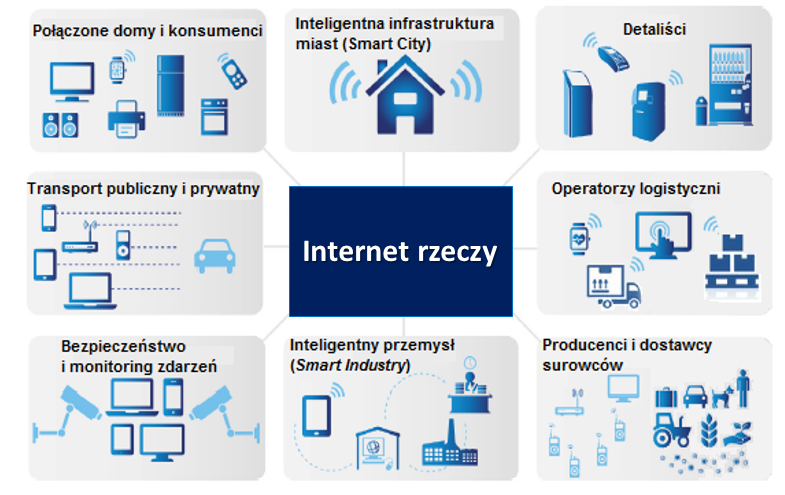 Połączone domy i konsumenci
Inteligentna infrastruktura
miast (Smart City)
Detaliści
Transport publiczny i prywatny
Internet rzeczy
Operatorzy logistyczni
Bezpieczeństwo
i monitoring zdarzeń
Inteligentny przemysł
(Smart Industry)
Producenci i dostawcy
surowców